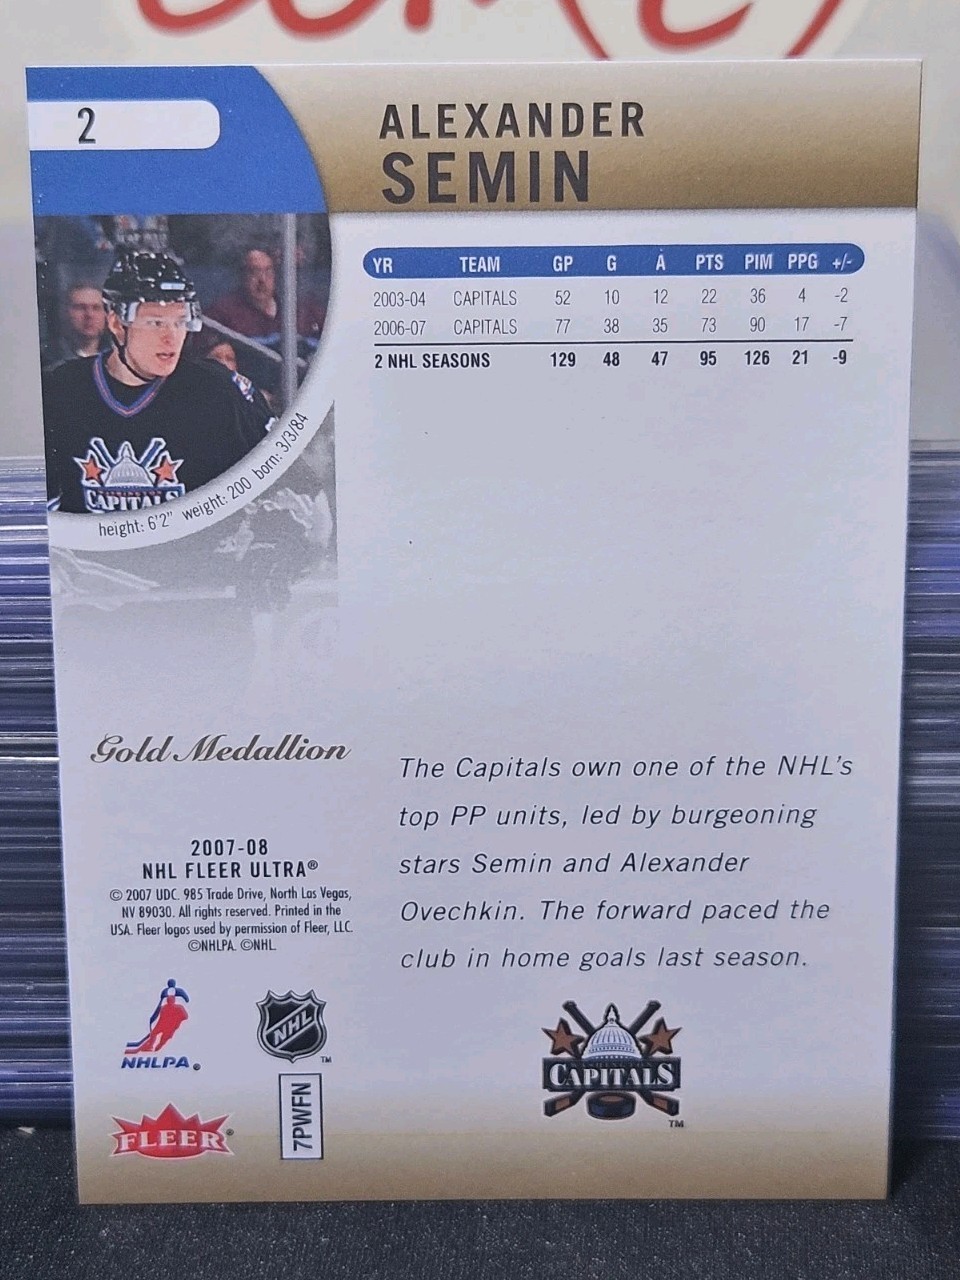 2
ALEXANDER
SEMIN
YR TEAM GP G A PTS PIM PPG +/-
2003-04 CAPITALS 52 10 12 22 36 4 -2
2006-07 CAPITALS 77 38 35 73 90 17 -7
2 NHL SEASONS 129 48 47 95 126 21 -9
CAPITALS
height: 6'2" weight: 200 born: 3/3/84
Gold Medallion
The Capitals own one of the NHL's
top PP units, led by burgeoning
stars Semin and Alexander
Ovechkin. The forward paced the
club in home goals last season.
2007-08
NHL FLEER ULTRA®
© 2007 UDC. 985 Trade Drive, North Las Vegas,
NV 89030. All rights reserved. Printed in the
USA. Fleer logos used by permission of Fleer, LLC.
©NHLPA. ©NHL.
NHLPA®
NHL TM
WASHINGTON
CAPITALS
TM
FLEER®
7PWFN